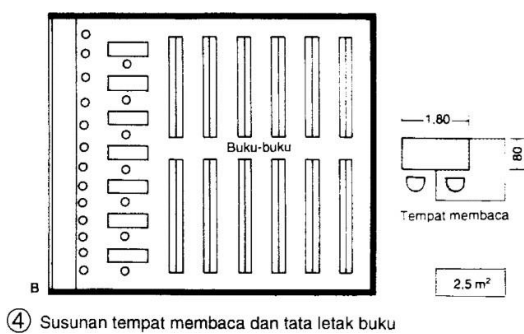 Buku-buku
B
1.80
80
Tempat membaca
2.5 m²
④ Susunan tempat membaca dan tata letak buku